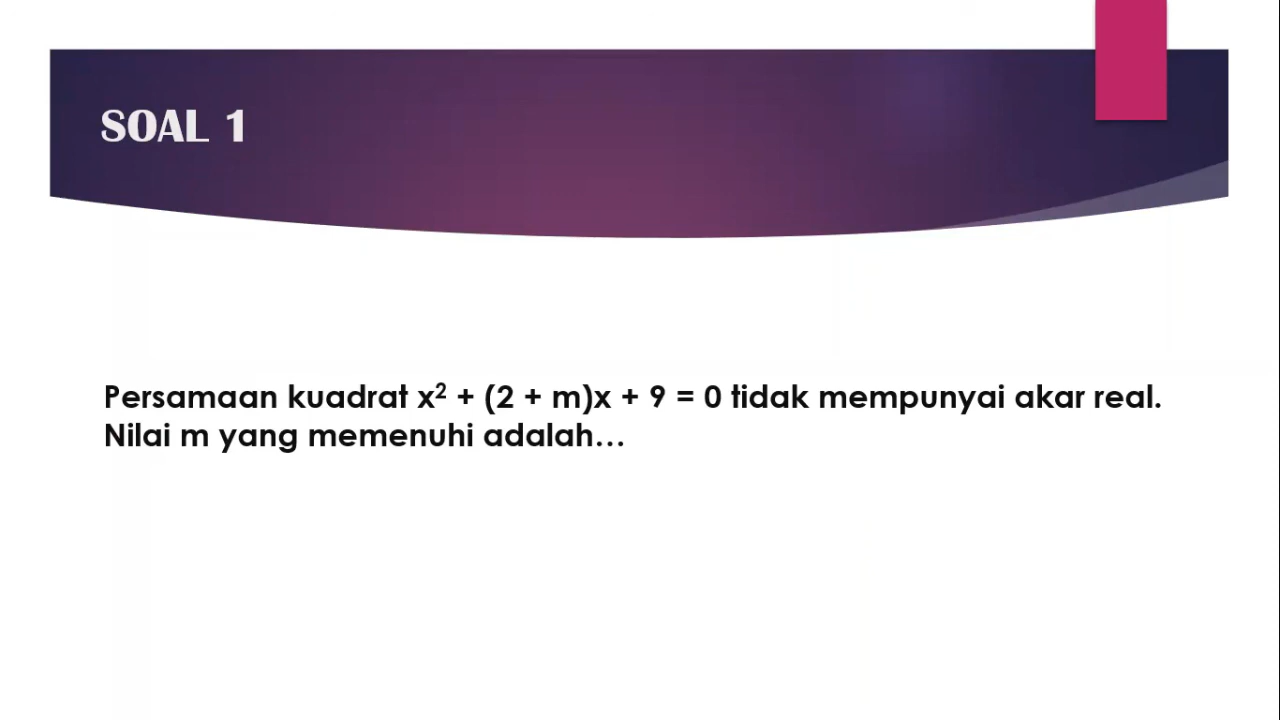 SOAL 1
Persamaan kuadrat x² + (2 + m)x + 9 = 0 tidak mempunyai akar real.
Nilai m yang memenuhi adalah…